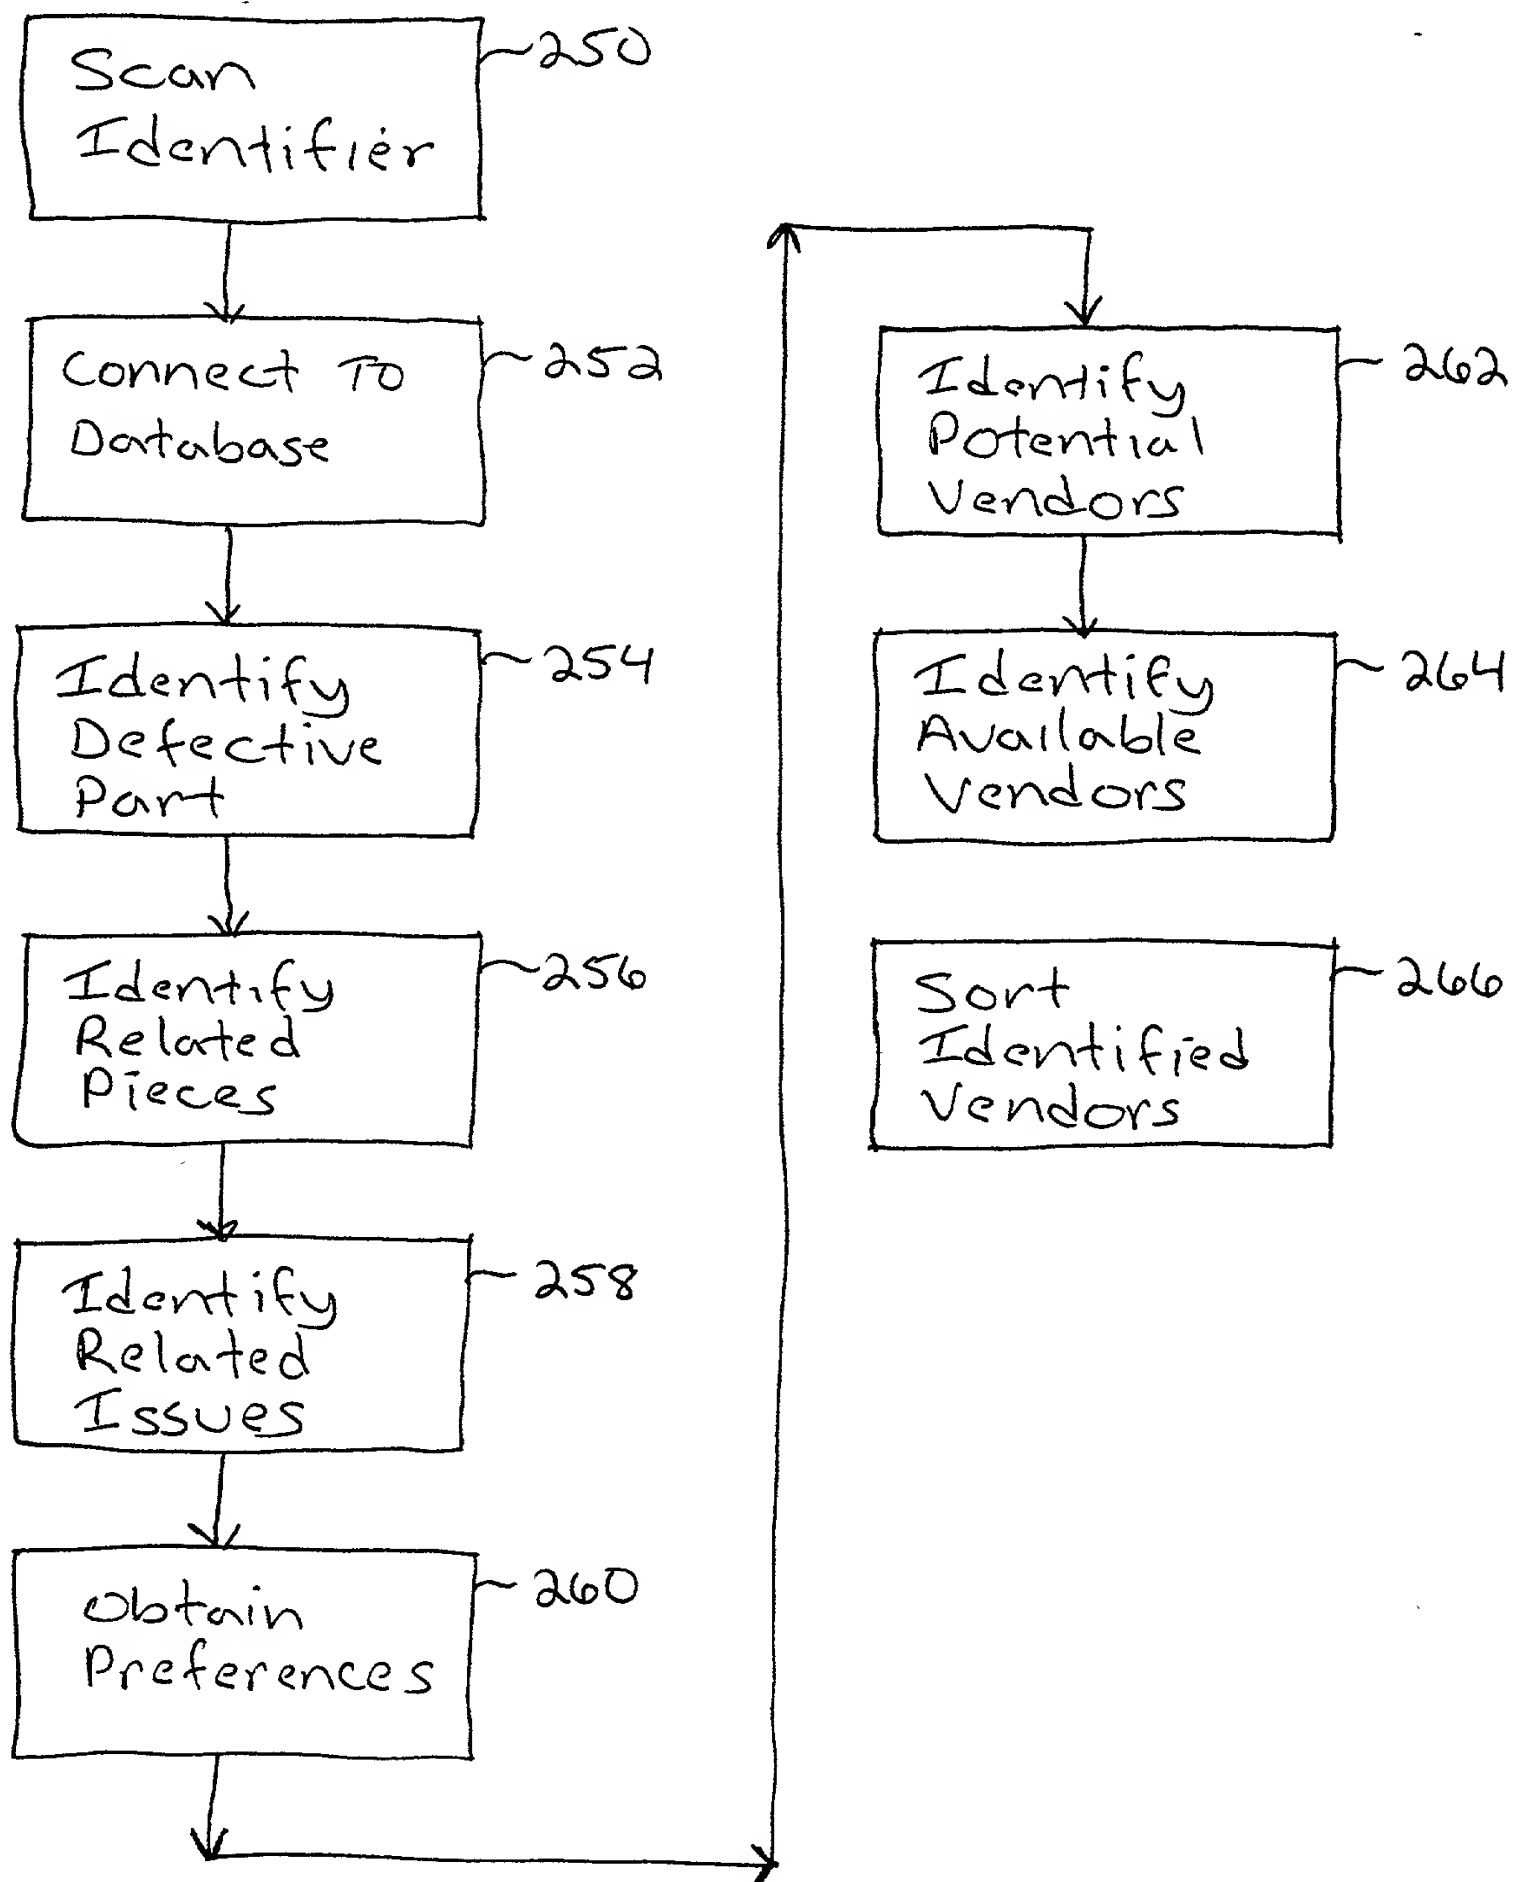 Scan
Identifier
250
Connect To
Database
252
Identify
Defective
Part
254
Identify
Related
Pieces
256
Identify
Related
Issues
258
Obtain
Preferences
260
Identify
Potential
Vendors
262
Identify
Available
Vendors
264
Sort
Identified
Vendors
266